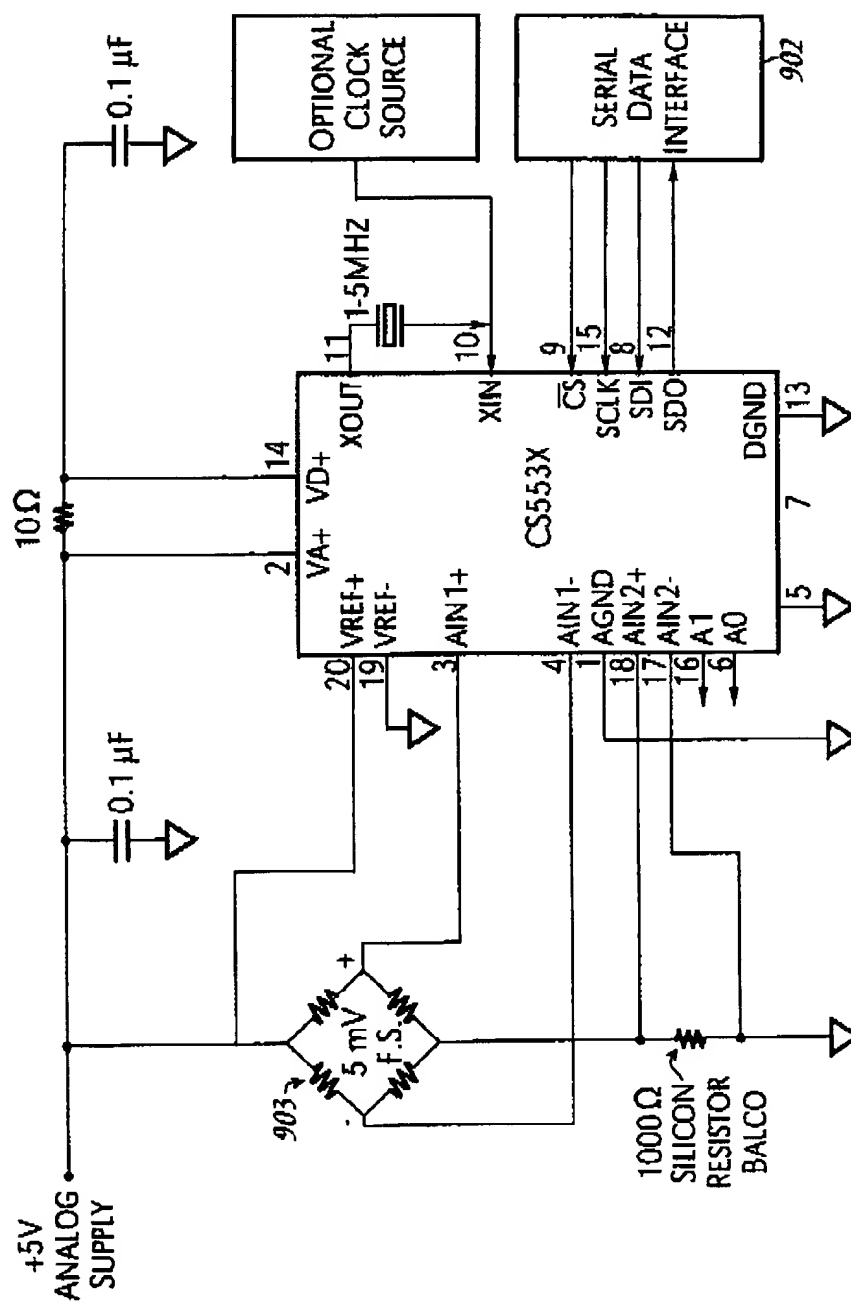 +5V
ANALOG
SUPPLY
0.1 µF
10Ω
0.1 µF
OPTIONAL
CLOCK
SOURCE
SERIAL
DATA
INTERFACE
902
903
5 mV
F.S.
+
-
1000Ω
SILICON
RESISTOR
BALCO
CS553X
2
VA+
14
VD+
20
VREF+
19
VREF-
3
AIN1+
4
AIN1-
1
AGND
18
AIN2+
17
AIN2-
16
A1
6
A0
11
XOUT
1-5MHZ
10
XIN
9
C̅S̅
15
SCLK
8
SDI
12
SDO
5
7
13
DGND